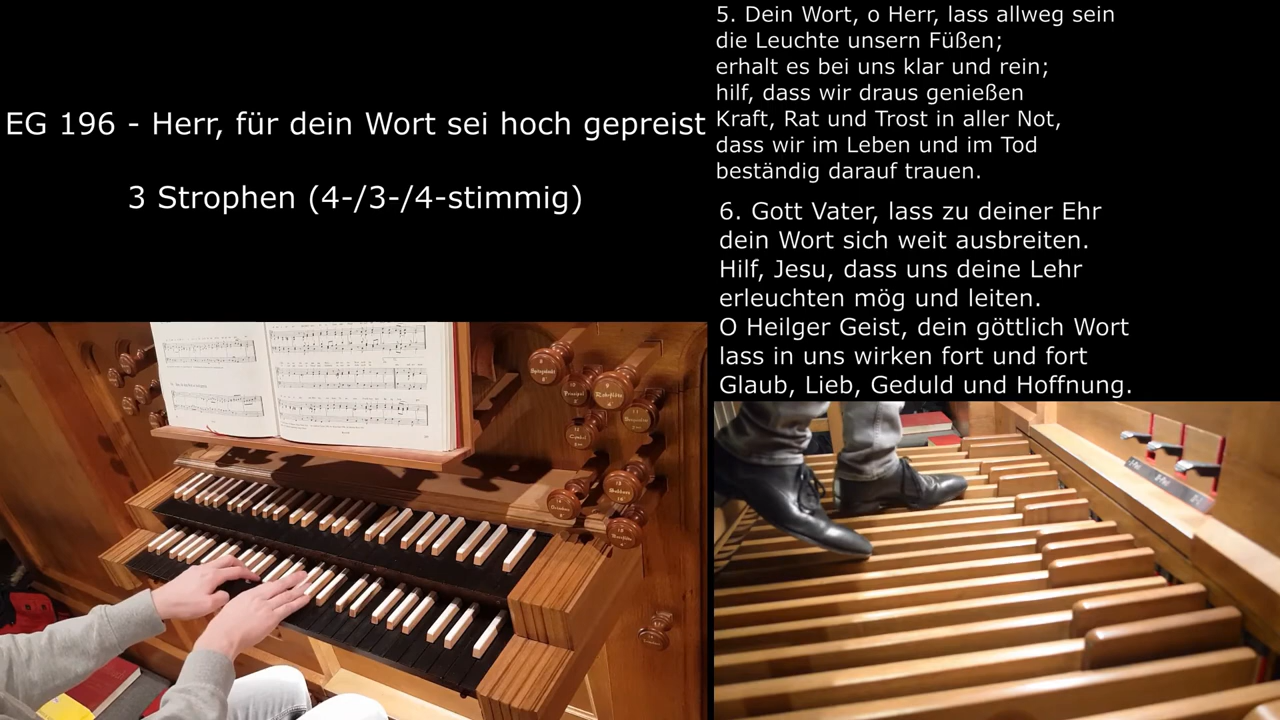 EG 196 - Herr, für dein Wort sei hoch gepreist
3 Strophen (4-/3-/4-stimmig)
5. Dein Wort, o Herr, lass allweg sein
die Leuchte unsern Füßen;
erhalt es bei uns klar und rein;
hilf, dass wir draus genießen
Kraft, Rat und Trost in aller Not,
dass wir im Leben und im Tod
beständig darauf trauen.
6. Gott Vater, lass zu deiner Ehr
dein Wort sich weit ausbreiten.
Hilf, Jesu, dass uns deine Lehr
erleuchten mög und leiten.
O Heilger Geist, dein göttlich Wort
lass in uns wirken fort und fort
Glaub, Lieb, Geduld und Hoffnung.
Principal
Rohrflöte